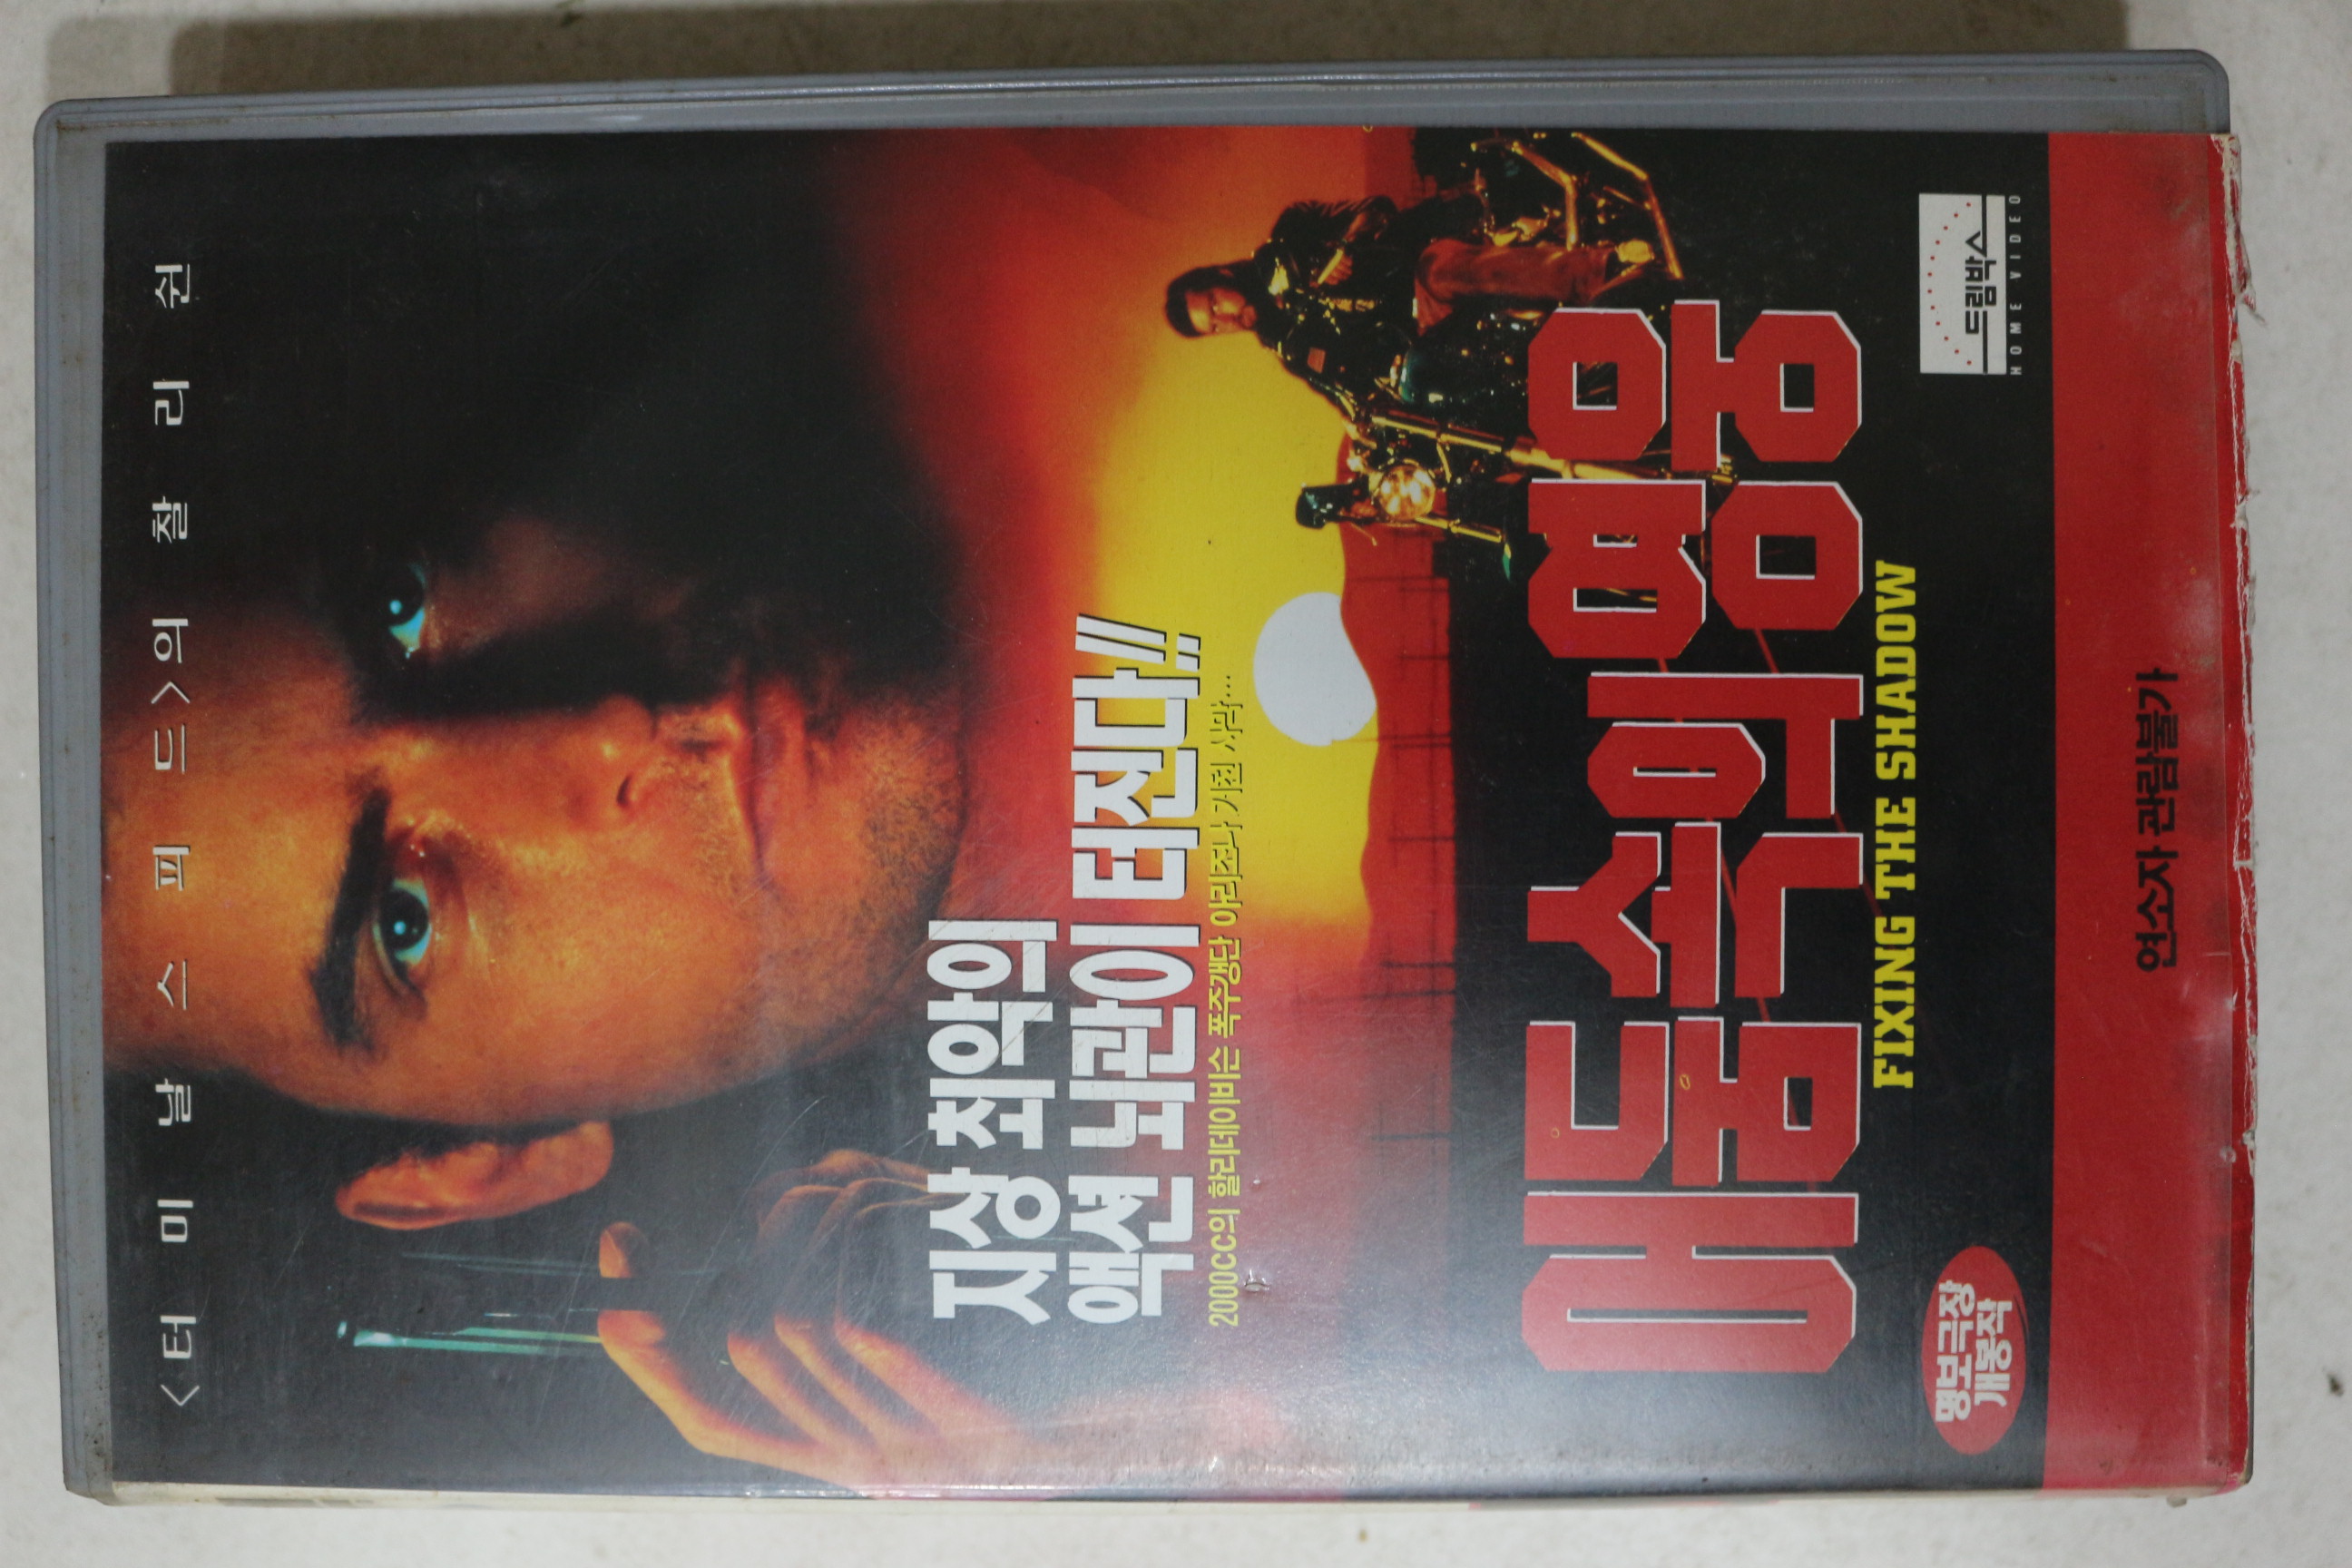 <터미날 스피드>의 찰리 쉰
지상 최악의
액션 뇌관이 터진다!!
2000CC의 할리데이비슨 폭주갱단 아리조나 거친 사막...
어둠속의 영웅
FIXING THE SHADOW
명보극장
개봉작
드림박스
HOME VIDEO
연소자 관람불가